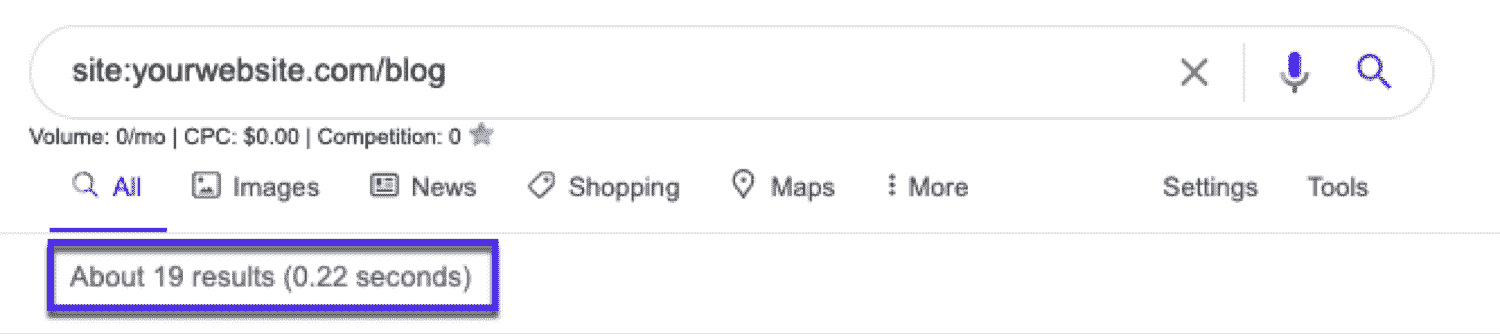 site:yourwebsite.com/blog
Volume: 0/mo | CPC: $0.00 | Competition: 0
All Images News Shopping Maps More Settings Tools
About 19 results (0.22 seconds)